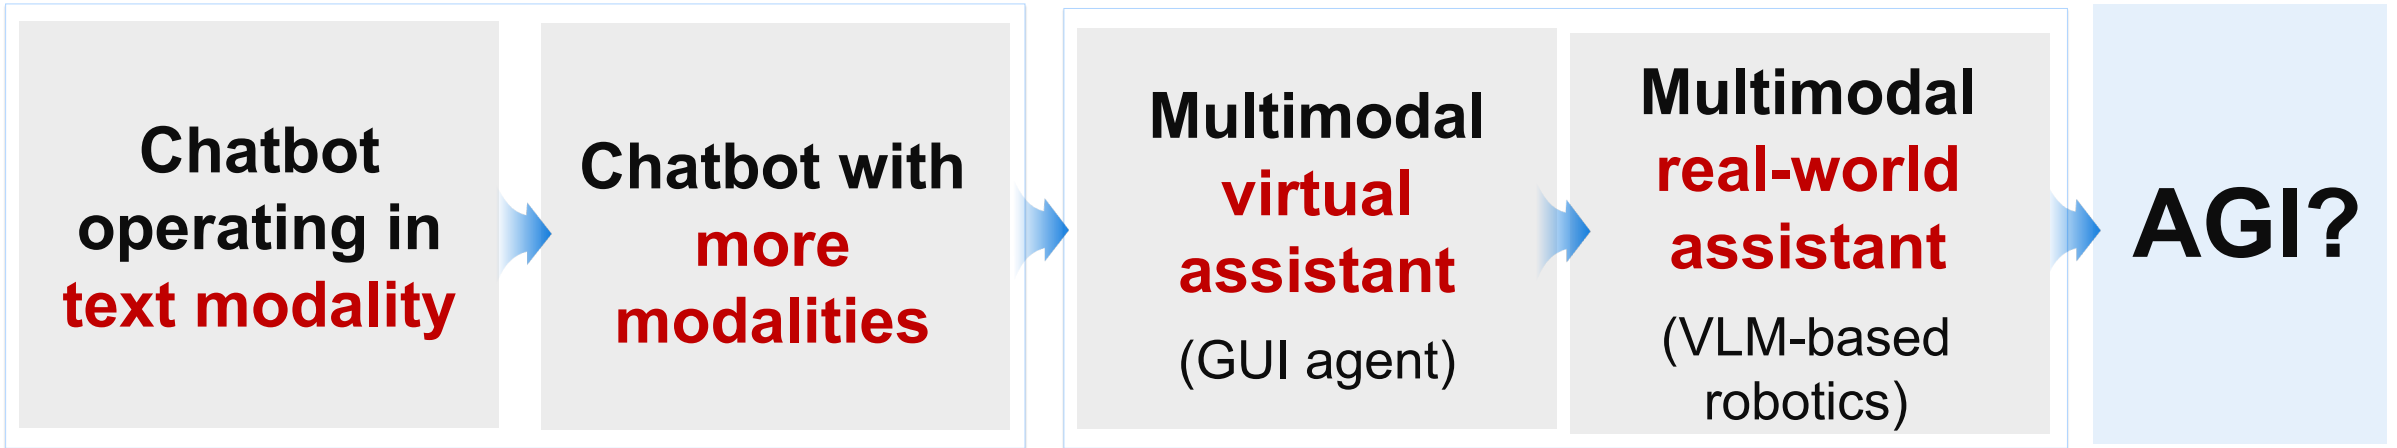 Chatbot
operating in
text modality
Chatbot with
more
modalities
Multimodal
virtual
assistant
(GUI agent)
Multimodal
real-world
assistant
(VLM-based
robotics)
AGI?